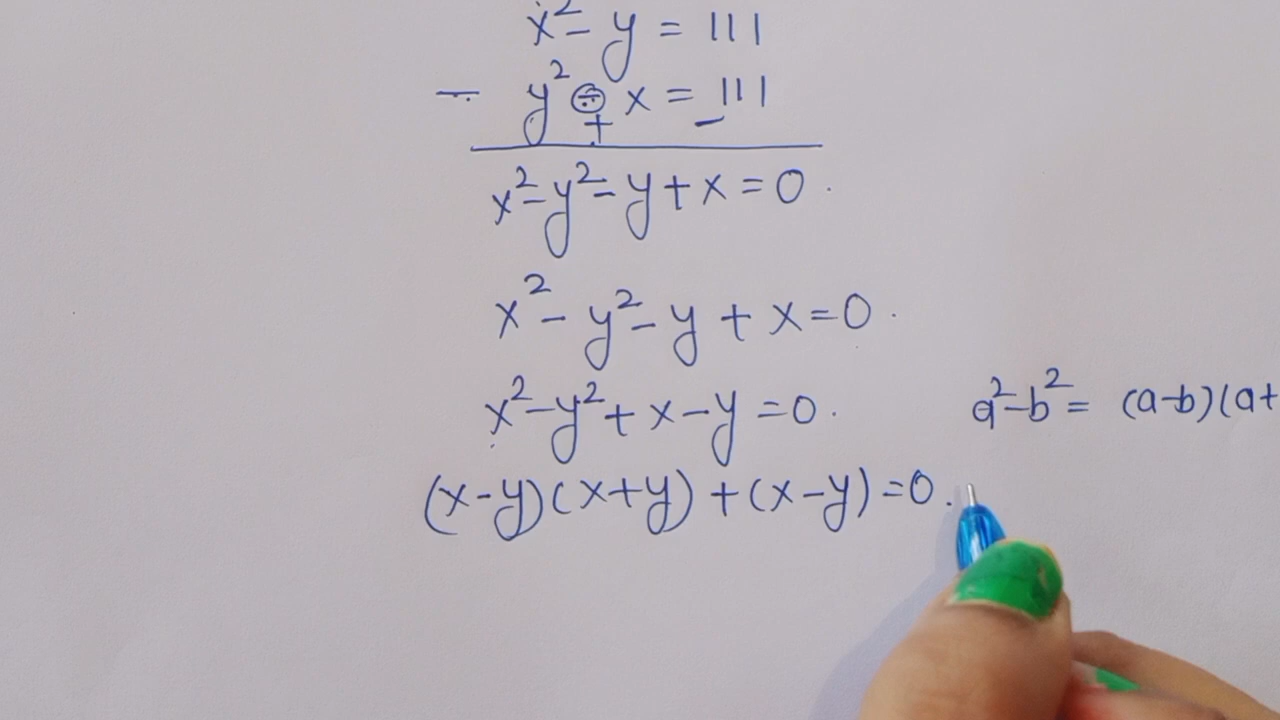 x² - y = 111
- y² - x = 111
+ -
x² - y² - y + x = 0.
x² - y² - y + x = 0.
x² - y² + x - y = 0.
a² - b² = (a-b)(a+
(x-y)(x+y) + (x-y) = 0.